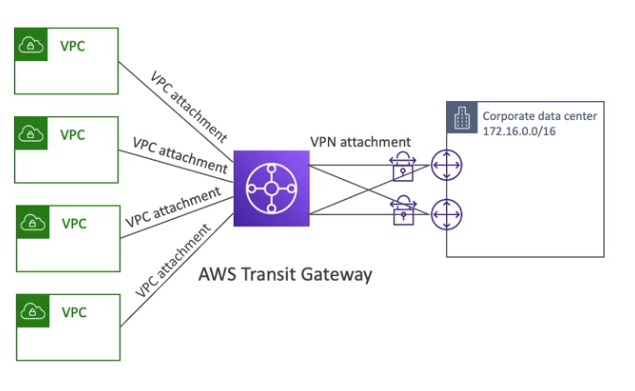 VPC
VPC attachment
VPC
VPC attachment
VPC
VPC attachment
VPC
VPC attachment
AWS Transit Gateway
VPN attachment
Corporate data center
172.16.0.0/16